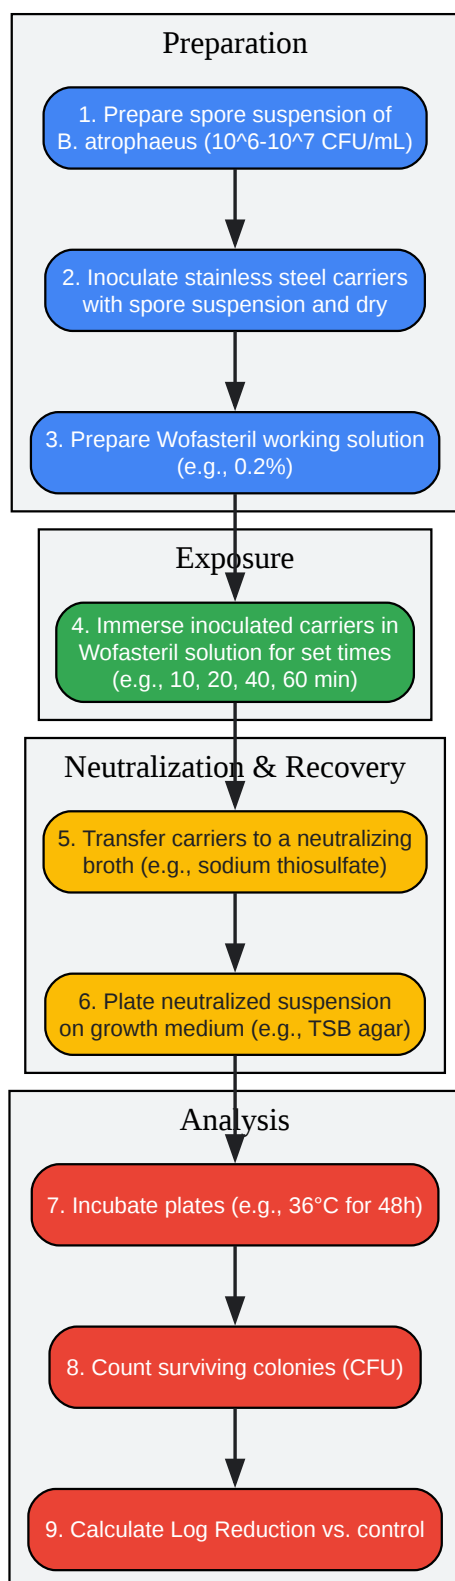 Preparation
1. Prepare spore suspension of
B. atrophaeus (10^6-10^7 CFU/mL)
2. Inoculate stainless steel carriers
with spore suspension and dry
3. Prepare Wofasteril working solution
(e.g., 0.2%)
Exposure
4. Immerse inoculated carriers in
Wofasteril solution for set times
(e.g., 10, 20, 40, 60 min)
Neutralization & Recovery
5. Transfer carriers to a neutralizing
broth (e.g., sodium thiosulfate)
6. Plate neutralized suspension
on growth medium (e.g., TSB agar)
Analysis
7. Incubate plates (e.g., 36°C for 48h)
8. Count surviving colonies (CFU)
9. Calculate Log Reduction vs. control